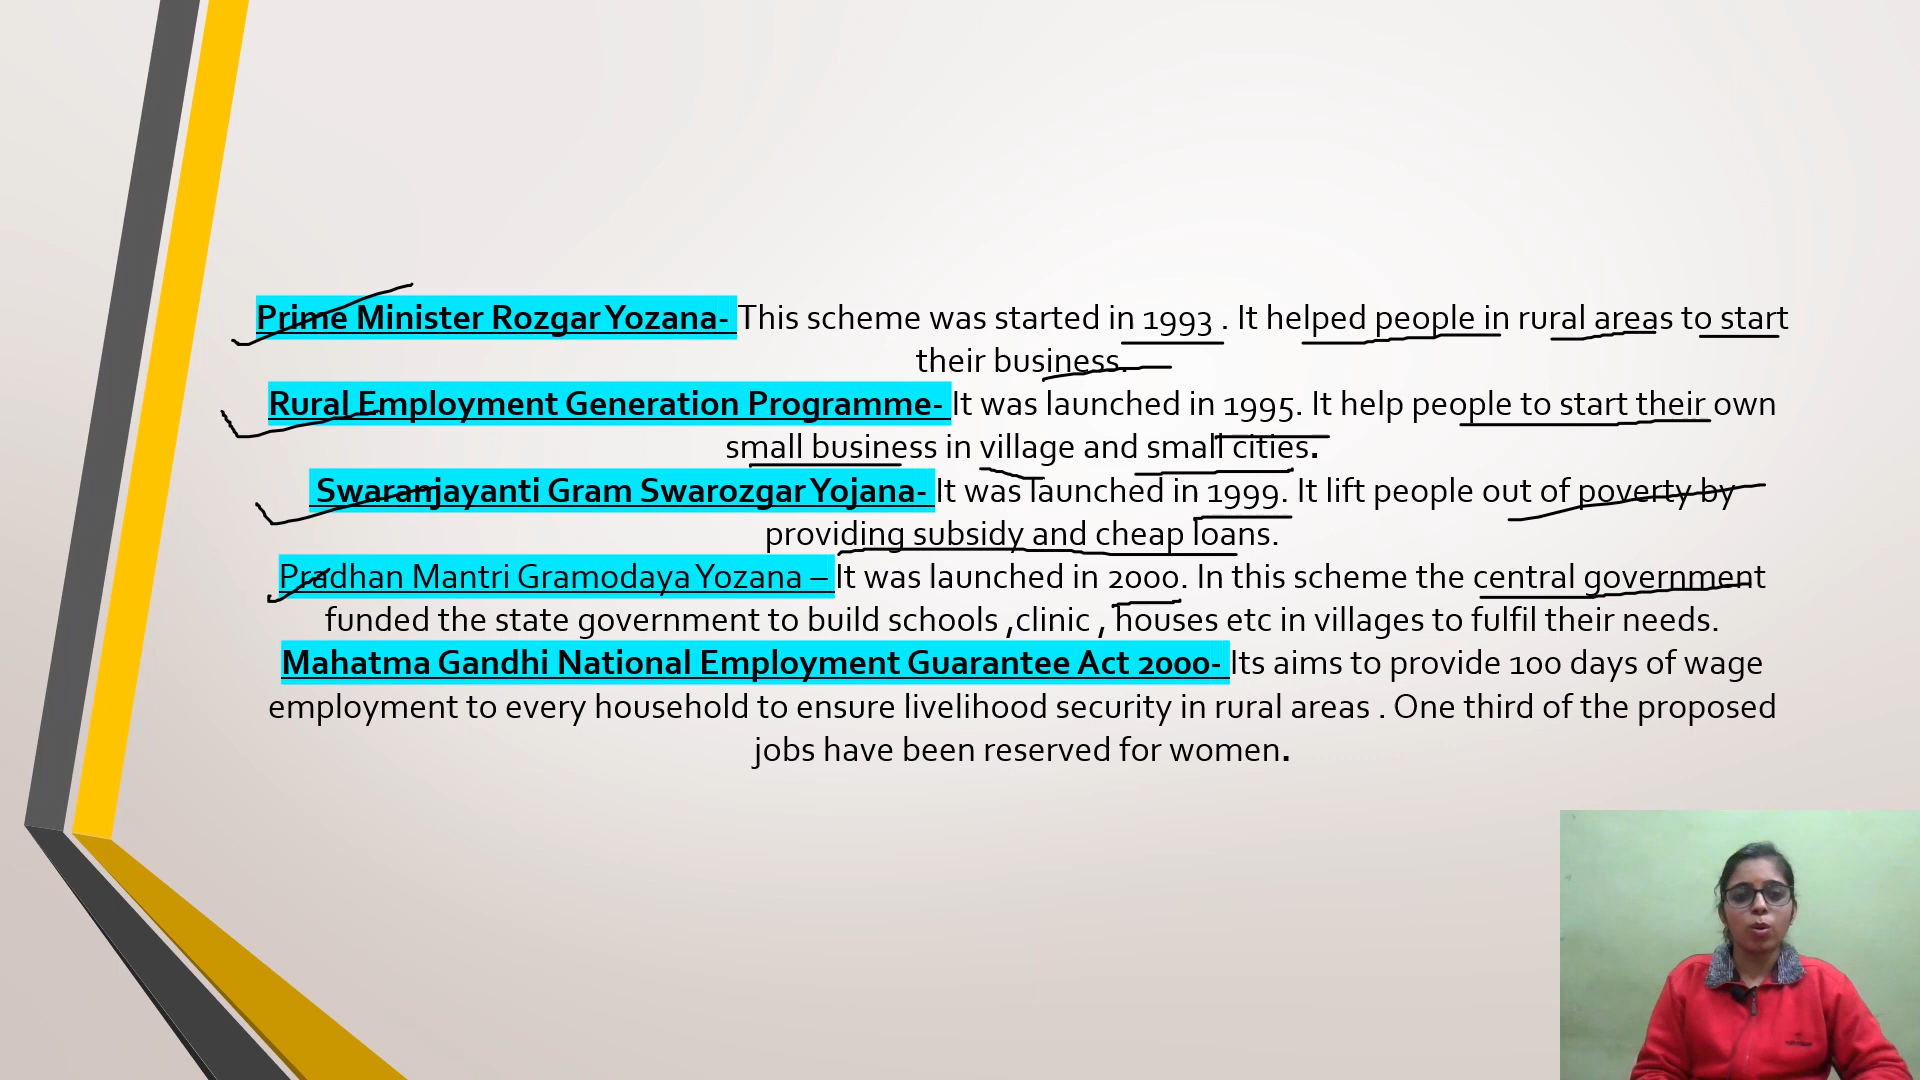 Prime Minister Rozgar Yozana- This scheme was started in 1993 . It helped people in rural areas to start
their business.
Rural Employment Generation Programme- It was launched in 1995. It help people to start their own
small business in village and small cities.
Swaranjayanti Gram Swarozgar Yojana- It was launched in 1999. It lift people out of poverty by
providing subsidy and cheap loans.
Pradhan Mantri Gramodaya Yozana – It was launched in 2000. In this scheme the central government
funded the state government to build schools ,clinic , houses etc in villages to fulfil their needs.
Mahatma Gandhi National Employment Guarantee Act 2000- Its aims to provide 100 days of wage
employment to every household to ensure livelihood security in rural areas . One third of the proposed
jobs have been reserved for women.